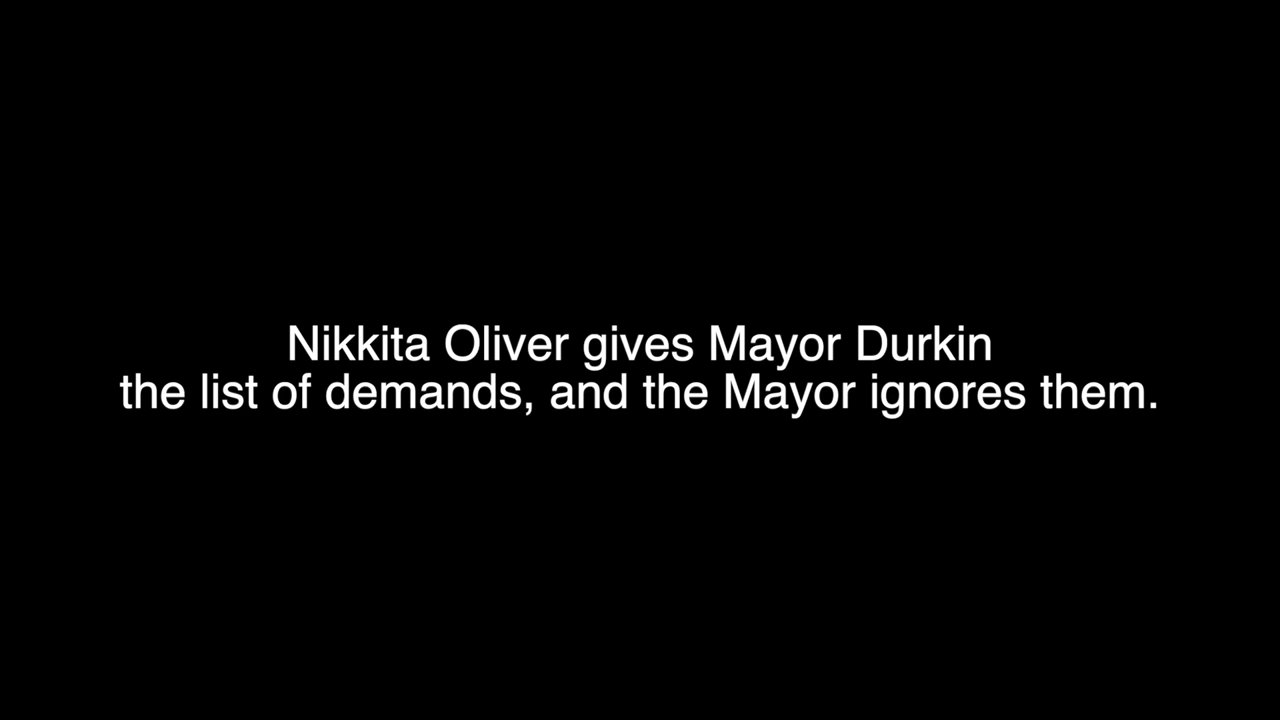 Nikkita Oliver gives Mayor Durkin
the list of demands, and the Mayor ignores them.